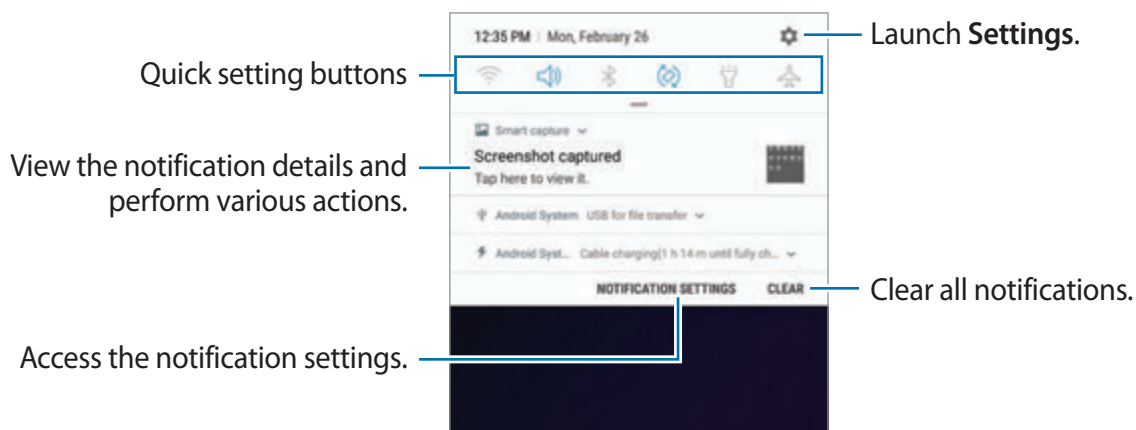 12:35 PM | Mon, February 26
Launch Settings.
Quick setting buttons
Smart capture
View the notification details and
perform various actions.
Screenshot captured
Tap here to view it.
Android System USB for file transfer
Android Syst... Cable charging(1 h 14 m until fully ch...
NOTIFICATION SETTINGS CLEAR
Clear all notifications.
Access the notification settings.